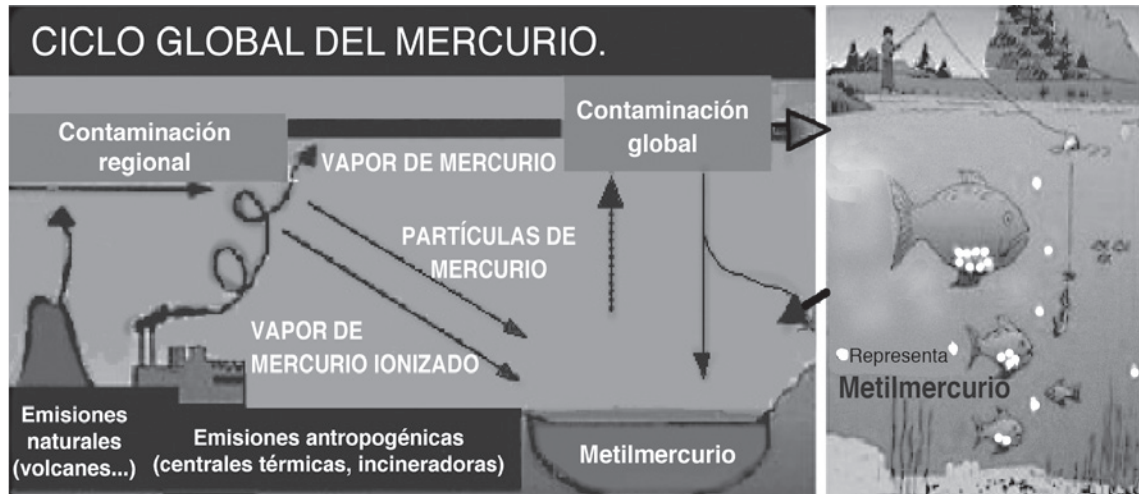 CICLO GLOBAL DEL MERCURIO.
Contaminación
regional
Contaminación
global
VAPOR DE MERCURIO
PARTÍCULAS DE
MERCURIO
VAPOR DE
MERCURIO IONIZADO
Emisiones
naturales
(volcanes...)
Emisiones antropogénicas
(centrales térmicas, incineradoras)
Metilmercurio
Representa
Metilmercurio